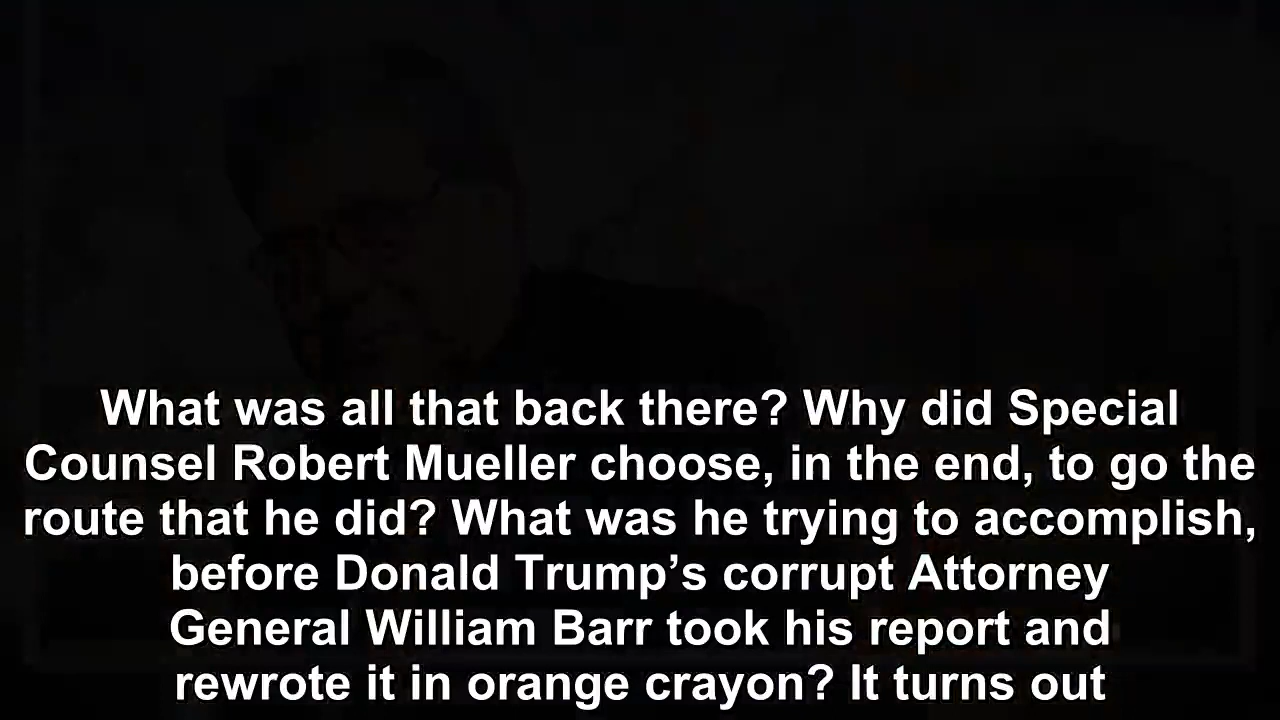 What was all that back there? Why did Special
Counsel Robert Mueller choose, in the end, to go the
route that he did? What was he trying to accomplish,
before Donald Trump’s corrupt Attorney
General William Barr took his report and
rewrote it in orange crayon? It turns out